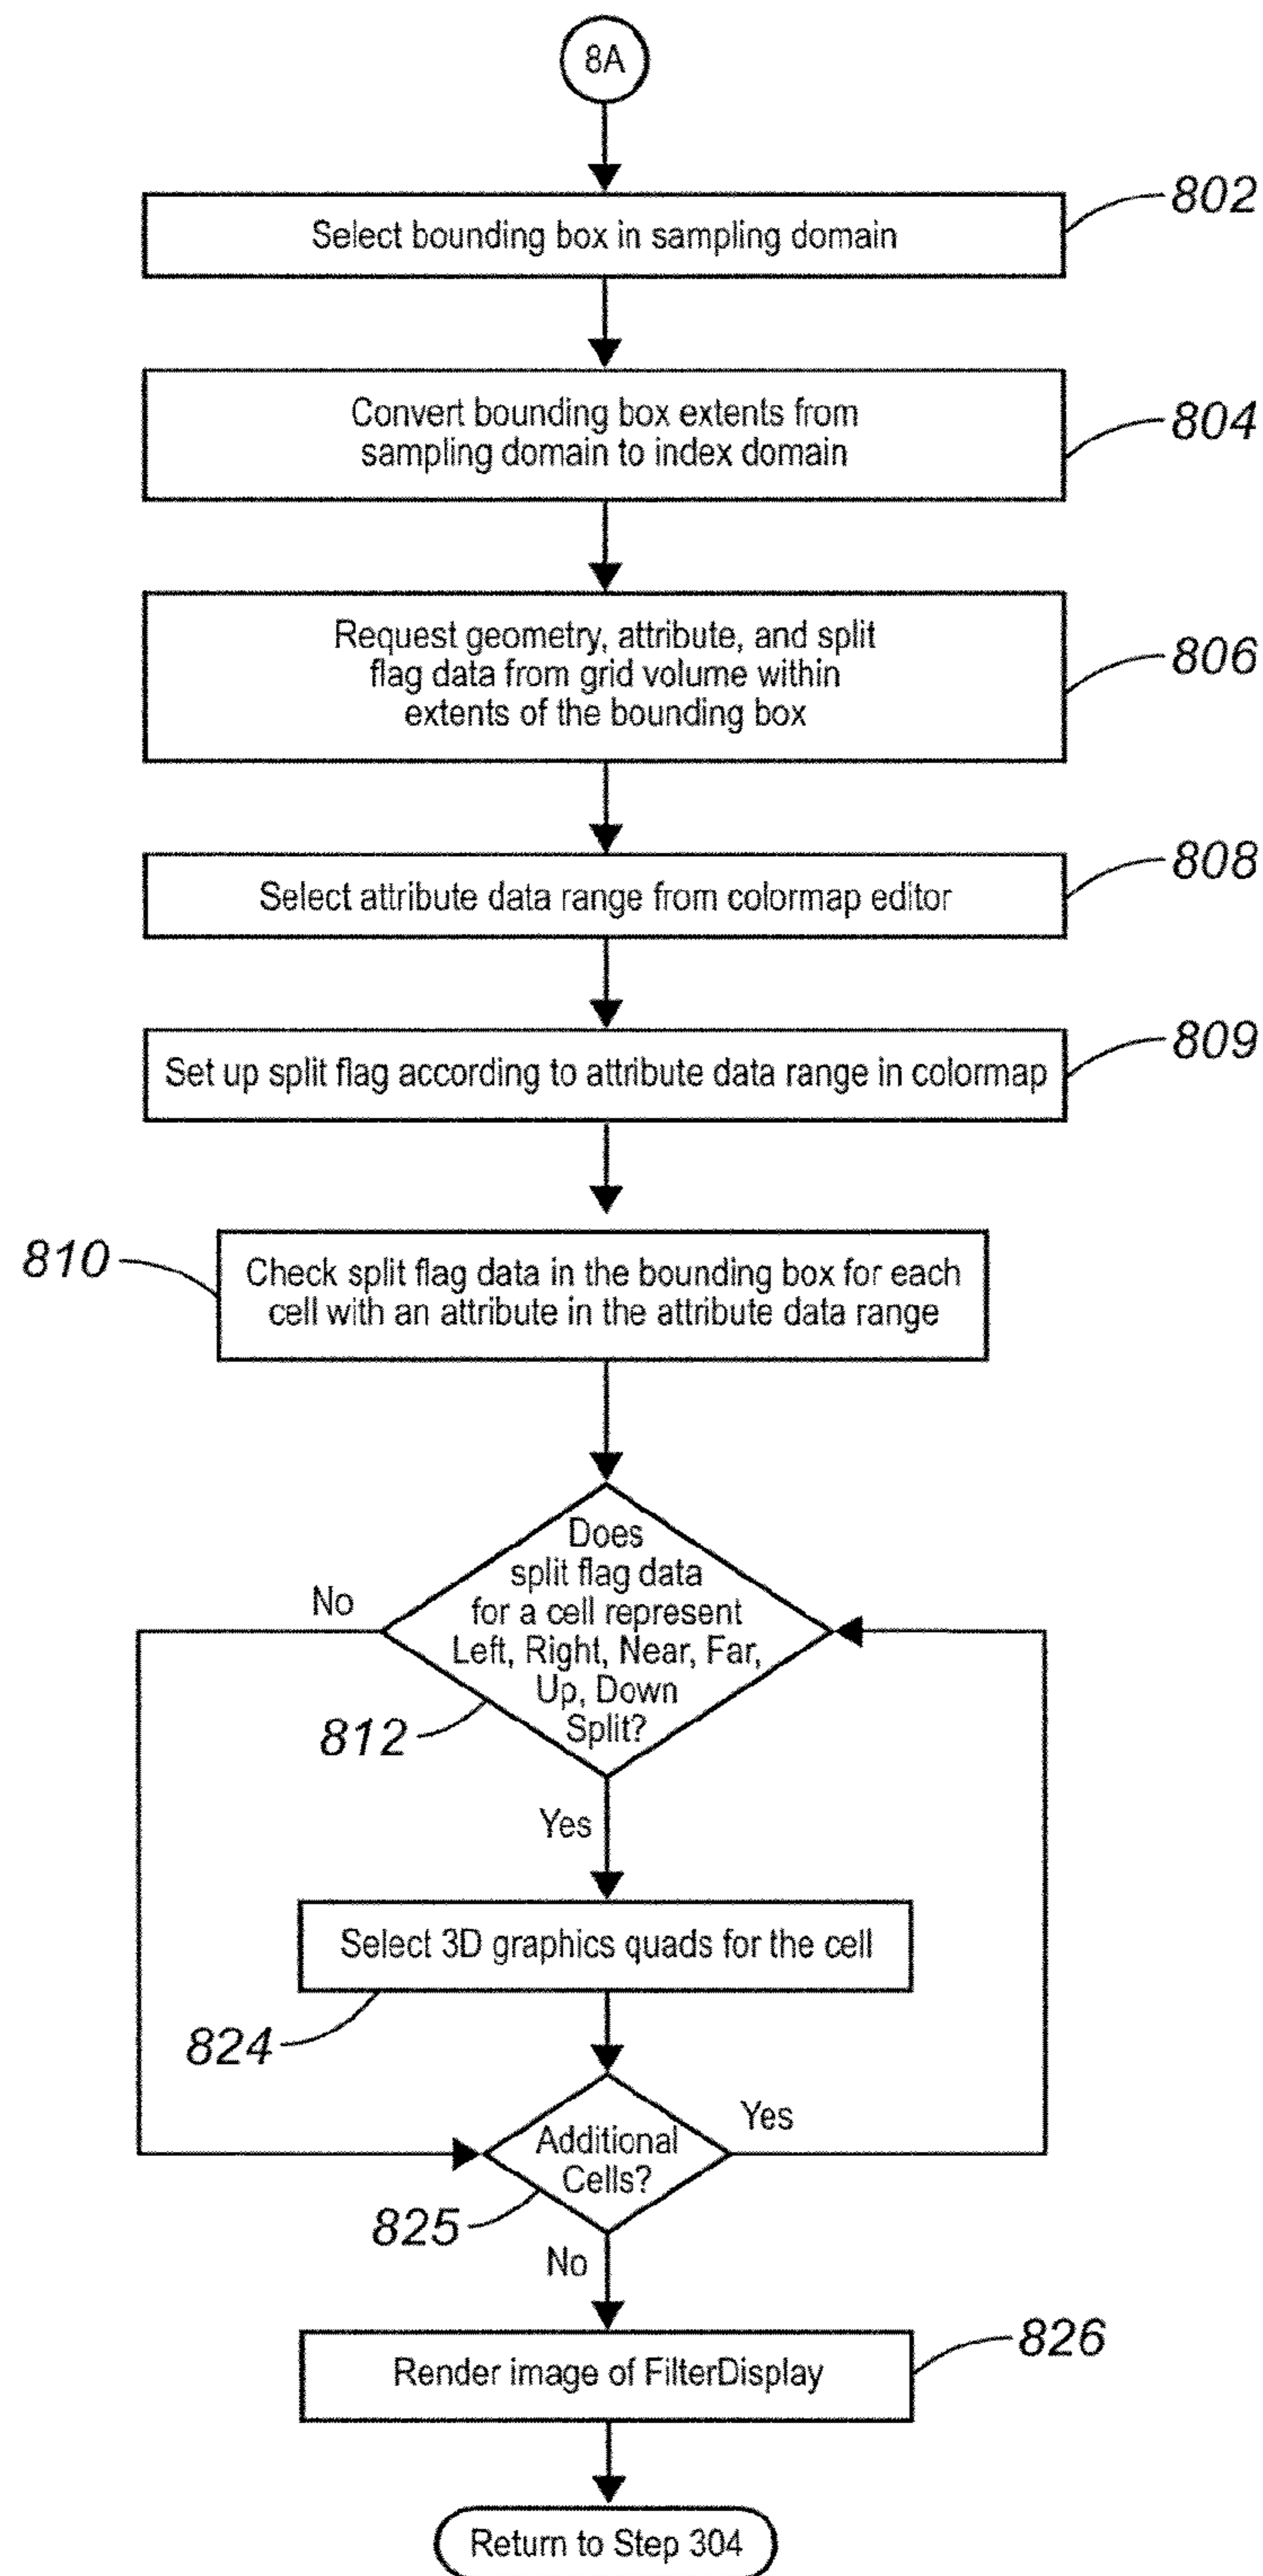 8A
802
Select bounding box in sampling domain
804
Convert bounding box extents from
sampling domain to index domain
806
Request geometry, attribute, and split
flag data from grid volume within
extents of the bounding box
808
Select attribute data range from colormap editor
809
Set up split flag according to attribute data range in colormap
810
Check split flag data in the bounding box for each
cell with an attribute in the attribute data range
Does
split flag data
for a cell represent
Left, Right, Near, Far,
Up, Down
Split?
No
812
Yes
Select 3D graphics quads for the cell
824
Additional
Cells?
Yes
825
No
826
Render image of FilterDisplay
Return to Step 304